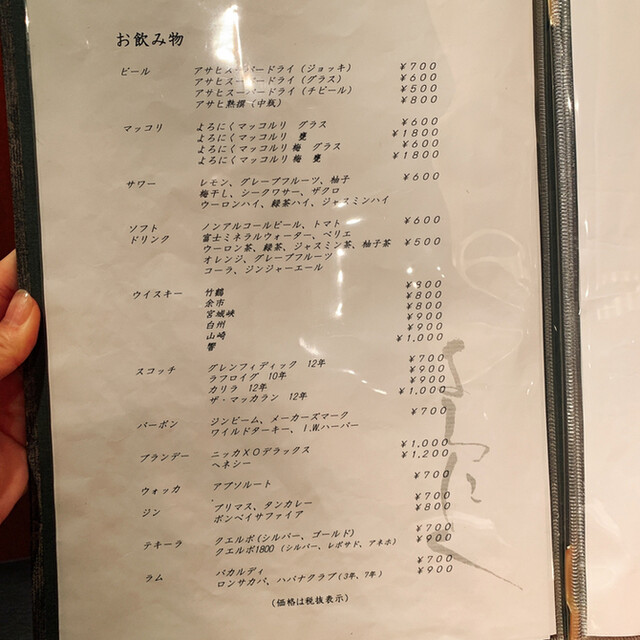 お飲み物
ビール アサヒスーパードライ（ジョッキ） ￥７００
アサヒスーパードライ（グラス） ￥６００
アサヒスーパードライ（チビール） ￥５００
アサヒ熟撰（中瓶） ￥８００
マッコリ よろにくマッコルリ グラス ￥６００
よろにくマッコルリ 甕 ￥１８００
よろにくマッコルリ梅 グラス ￥６００
よろにくマッコルリ梅 甕 ￥１８００
サワー レモン、グレープフルーツ、柚子 ￥６００
梅干し、シークワサー、ザクロ
ウーロンハイ、緑茶ハイ、ジャスミンハイ
ソフト ノンアルコールビール、トマト ￥６００
ドリンク 富士ミネラルウォーター、ペリエ
ウーロン茶、緑茶、ジャスミン茶、柚子茶 ￥５００
オレンジ、グレープフルーツ
コーラ、ジンジャーエール
ウイスキー 竹鶴 ￥９００
余市 ￥８００
宮城峡 ￥８００
白州 ￥９００
山崎 ￥９００
響 ￥１,０００
スコッチ グレンフィディック 12年 ￥７００
ラフロイグ 10年 ￥９００
カリラ 12年 ￥９００
ザ・マッカラン 12年 ￥１,０００
バーボン ジンビーム、メーカーズマーク ￥７００
ワイルドターキー、I.W.ハーパー
ブランデー ニッカＸＯデラックス ￥１,０００
ヘネシー ￥１,２００
ウォッカ アブソルート ￥７００
ジン プリマス、タンカレー ￥７００
ボンベイサファイア ￥８００
テキーラ クエルボ（シルバー、ゴールド） ￥７００
クエルボ1800（シルバー、レポサド、アネホ） ￥９００
ラム バカルディ ￥７００
ロンサカバ、ハバナクラブ（3年、7年） ￥９００
（価格は税抜表示）
よろにく